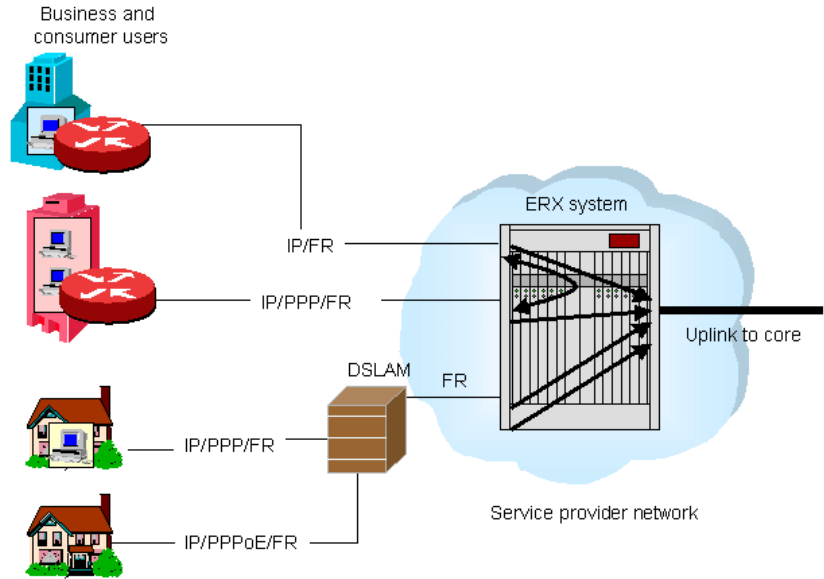 Business and
consumer users
ERX system
IP/FR
IP/PPP/FR
Uplink to core
DSLAM
FR
IP/PPP/FR
Service provider network
IP/PPPoE/FR